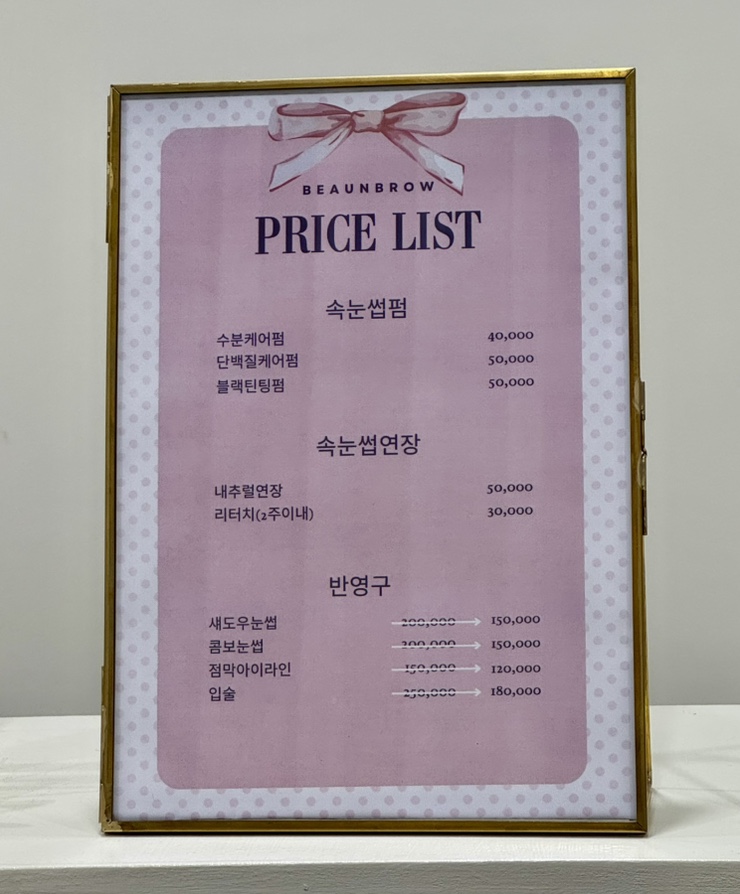 BEAUNBROW
PRICE LIST
속눈썹펌
수분케어펌 40,000
단백질케어펌 50,000
블랙틴팅펌 50,000
속눈썹연장
내추럴연장 50,000
리터치(2주이내) 30,000
반영구
섀도우눈썹 200,000 → 150,000
콤보눈썹 200,000 → 150,000
점막아이라인 150,000 → 120,000
입술 250,000 → 180,000